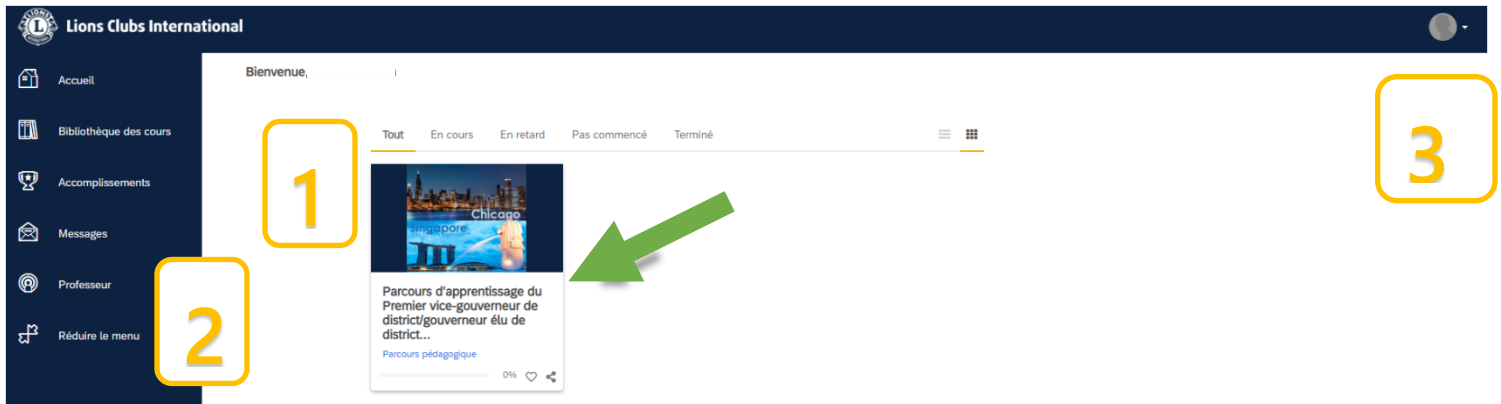 Lions Clubs International
Accueil
Bibliothèque des cours
Accomplissements
Messages
Professeur
Réduire le menu
Bienvenue,
1
2
3
Tout En cours En retard Pas commencé Terminé
Chicago
Singapore
Parcours d'apprentissage du
Premier vice-gouverneur de
district/gouverneur élu de
district...
Parcours pédagogique
0%